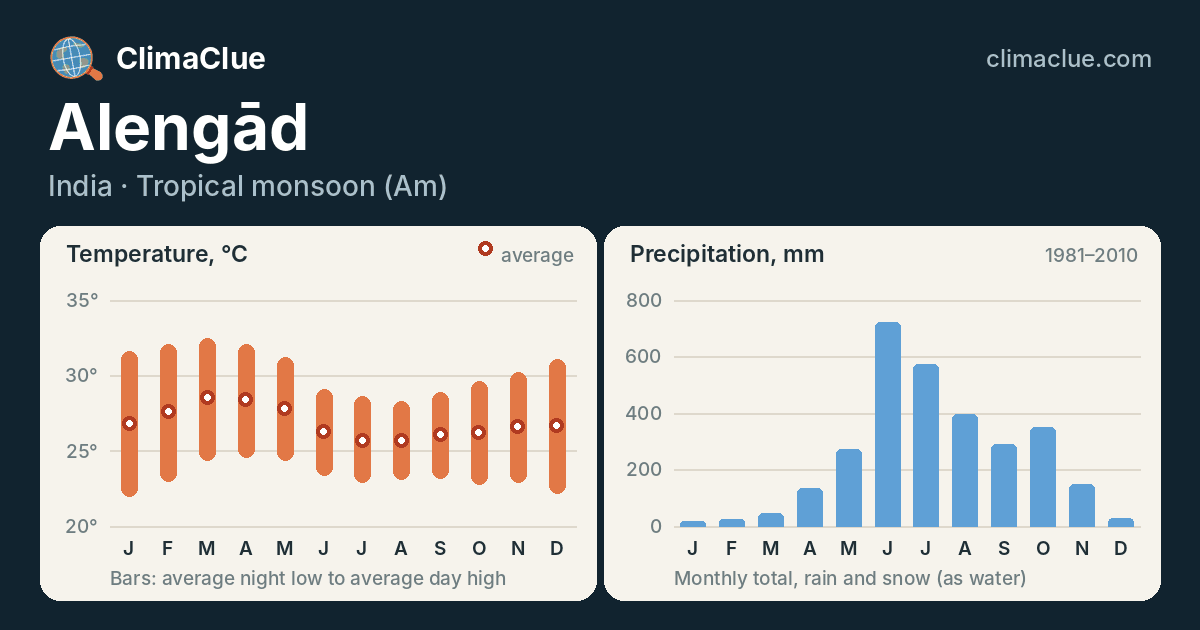 ClimaClue
climaclue.com
Alengād
India · Tropical monsoon (Am)
Temperature, °C
average
35°
30°
25°
20°
J F M A M J J A S O N D
Bars: average night low to average day high
Precipitation, mm
1981–2010
800
600
400
200
0
J F M A M J J A S O N D
Monthly total, rain and snow (as water)